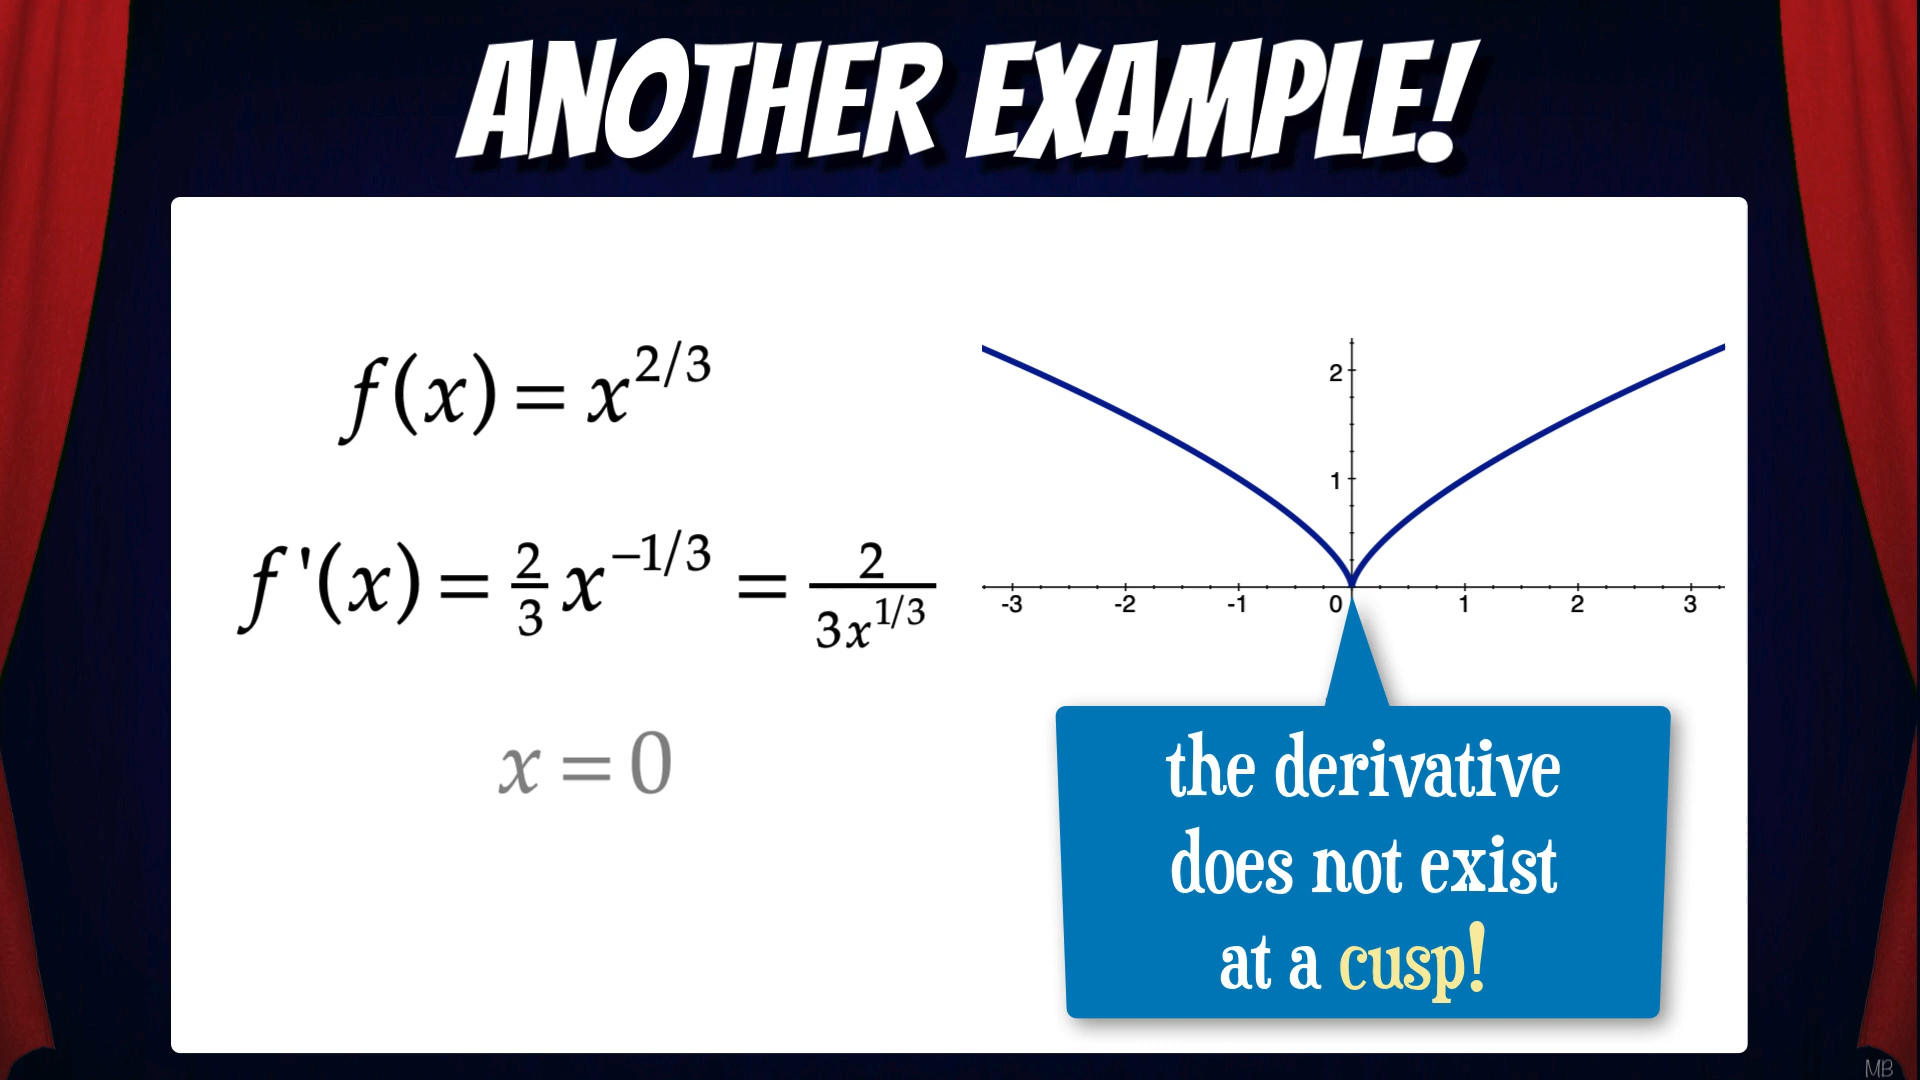 ANOTHER EXAMPLE!
f(x) = x^{2/3}
f'(x) = \frac{2}{3}x^{-1/3} = \frac{2}{3x^{1/3}}
x = 0
2
1
-3 -2 -1 0 1 2 3
the derivative
does not exist
at a cusp!
MB